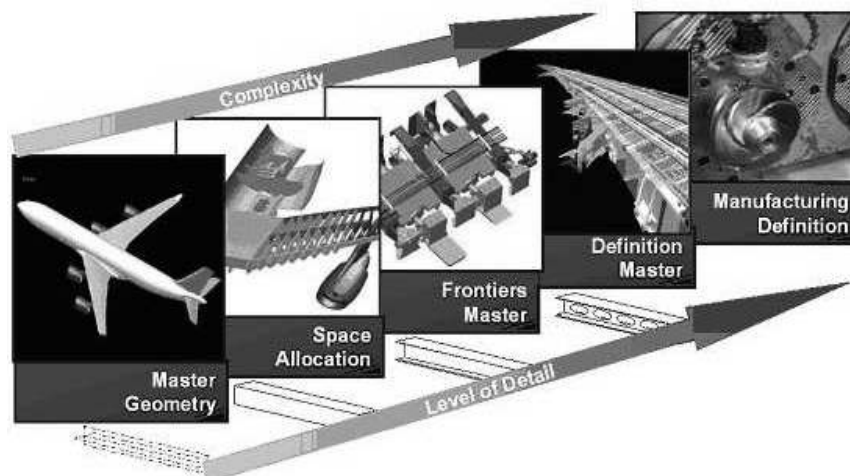 Complexity
Manufacturing
Definition
Definition
Master
Frontiers
Master
Space
Allocation
Master
Geometry
Level of Detail